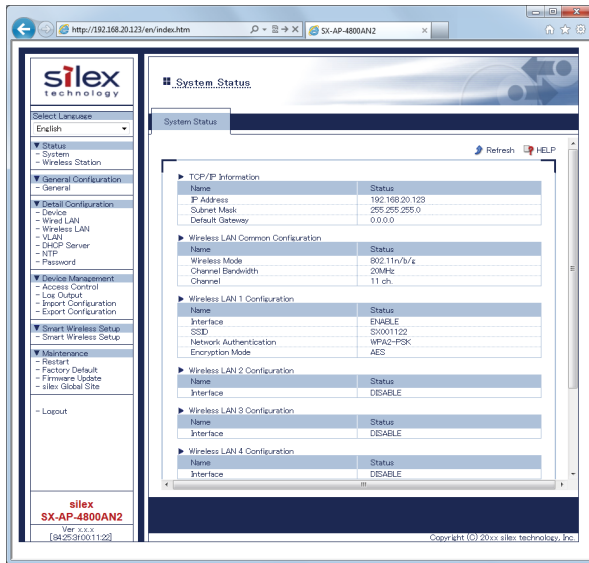 http://192.168.20.123/en/index.htm
SX-AP-4800AN2
silex
technology
Select Language
English
▼ Status
- System
- Wireless Station
▼ General Configuration
- General
▼ Detail Configuration
- Device
- Wired LAN
- Wireless LAN
- VLAN
- DHCP Server
- NTP
- Password
▼ Device Management
- Access Control
- Log Output
- Import Configuration
- Export Configuration
▼ Smart Wireless Setup
- Smart Wireless Setup
▼ Maintenance
- Restart
- Factory Default
- Firmware Update
- silex Global Site
- Logout
silex
SX-AP-4800AN2
Ver x.x.x
[84:25:3f:00:11:22]
System Status
System Status
Refresh HELP
▶ TCP/IP Information
Name Status
IP Address 192.168.20.123
Subnet Mask 255.255.255.0
Default Gateway 0.0.0.0
▶ Wireless LAN Common Configuration
Name Status
Wireless Mode 802.11n/b/g
Channel Bandwidth 20MHz
Channel 11 ch.
▶ Wireless LAN 1 Configuration
Name Status
Interface ENABLE
SSID SX001122
Network Authentication WPA2-PSK
Encryption Mode AES
▶ Wireless LAN 2 Configuration
Name Status
Interface DISABLE
▶ Wireless LAN 3 Configuration
Name Status
Interface DISABLE
▶ Wireless LAN 4 Configuration
Name Status
Interface DISABLE
Copyright (C) 20xx silex technology, Inc.